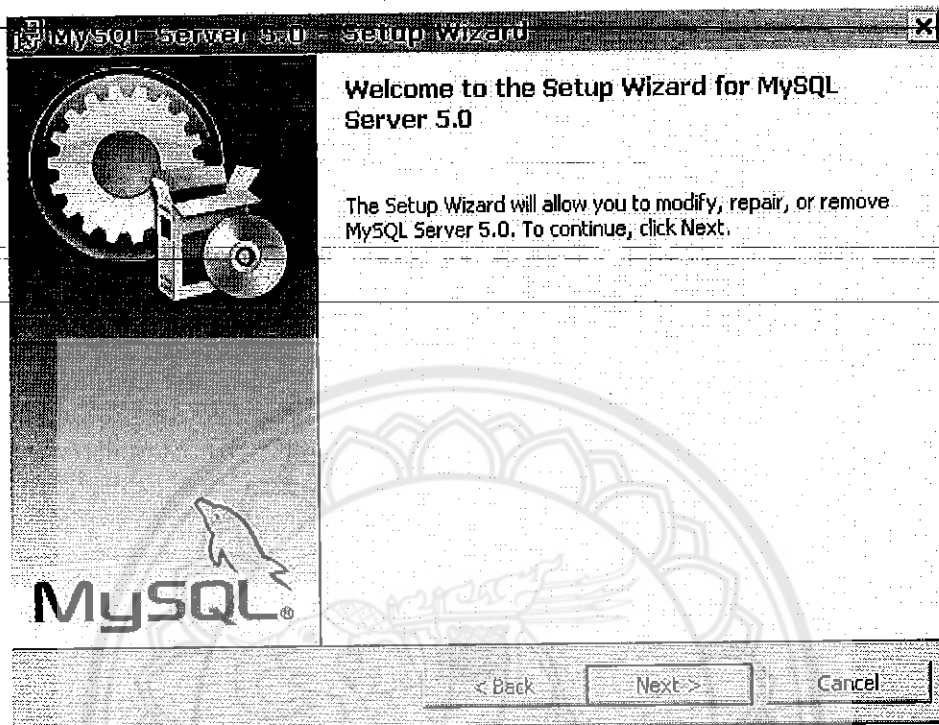 MySQL Server 5.0 - Setup Wizard
Welcome to the Setup Wizard for MySQL
Server 5.0
The Setup Wizard will allow you to modify, repair, or remove
MySQL Server 5.0. To continue, click Next.
MySQL®
< Back
Next >
Cancel